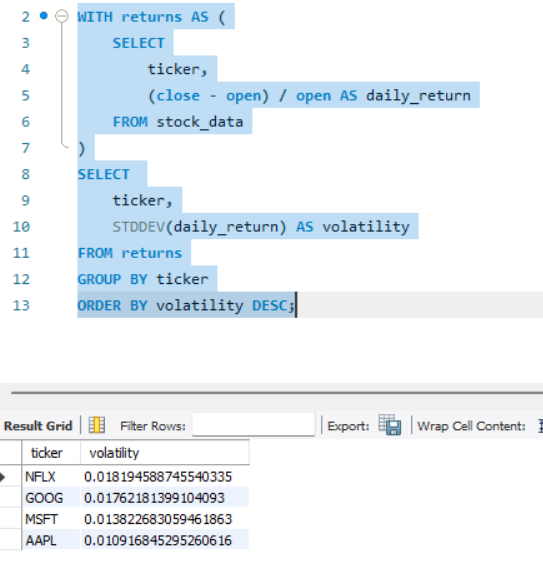 2 WITH returns AS (
3 SELECT
4 ticker,
5 (close - open) / open AS daily_return
6 FROM stock_data
7 )
8 SELECT
9 ticker,
10 STDDEV(daily_return) AS volatility
11 FROM returns
12 GROUP BY ticker
13 ORDER BY volatility DESC;
Result Grid Filter Rows: Export: Wrap Cell Content:
ticker volatility
NFLX 0.018194588745540335
GOOG 0.01762181399104093
MSFT 0.013822683059461863
AAPL 0.010916845295260616